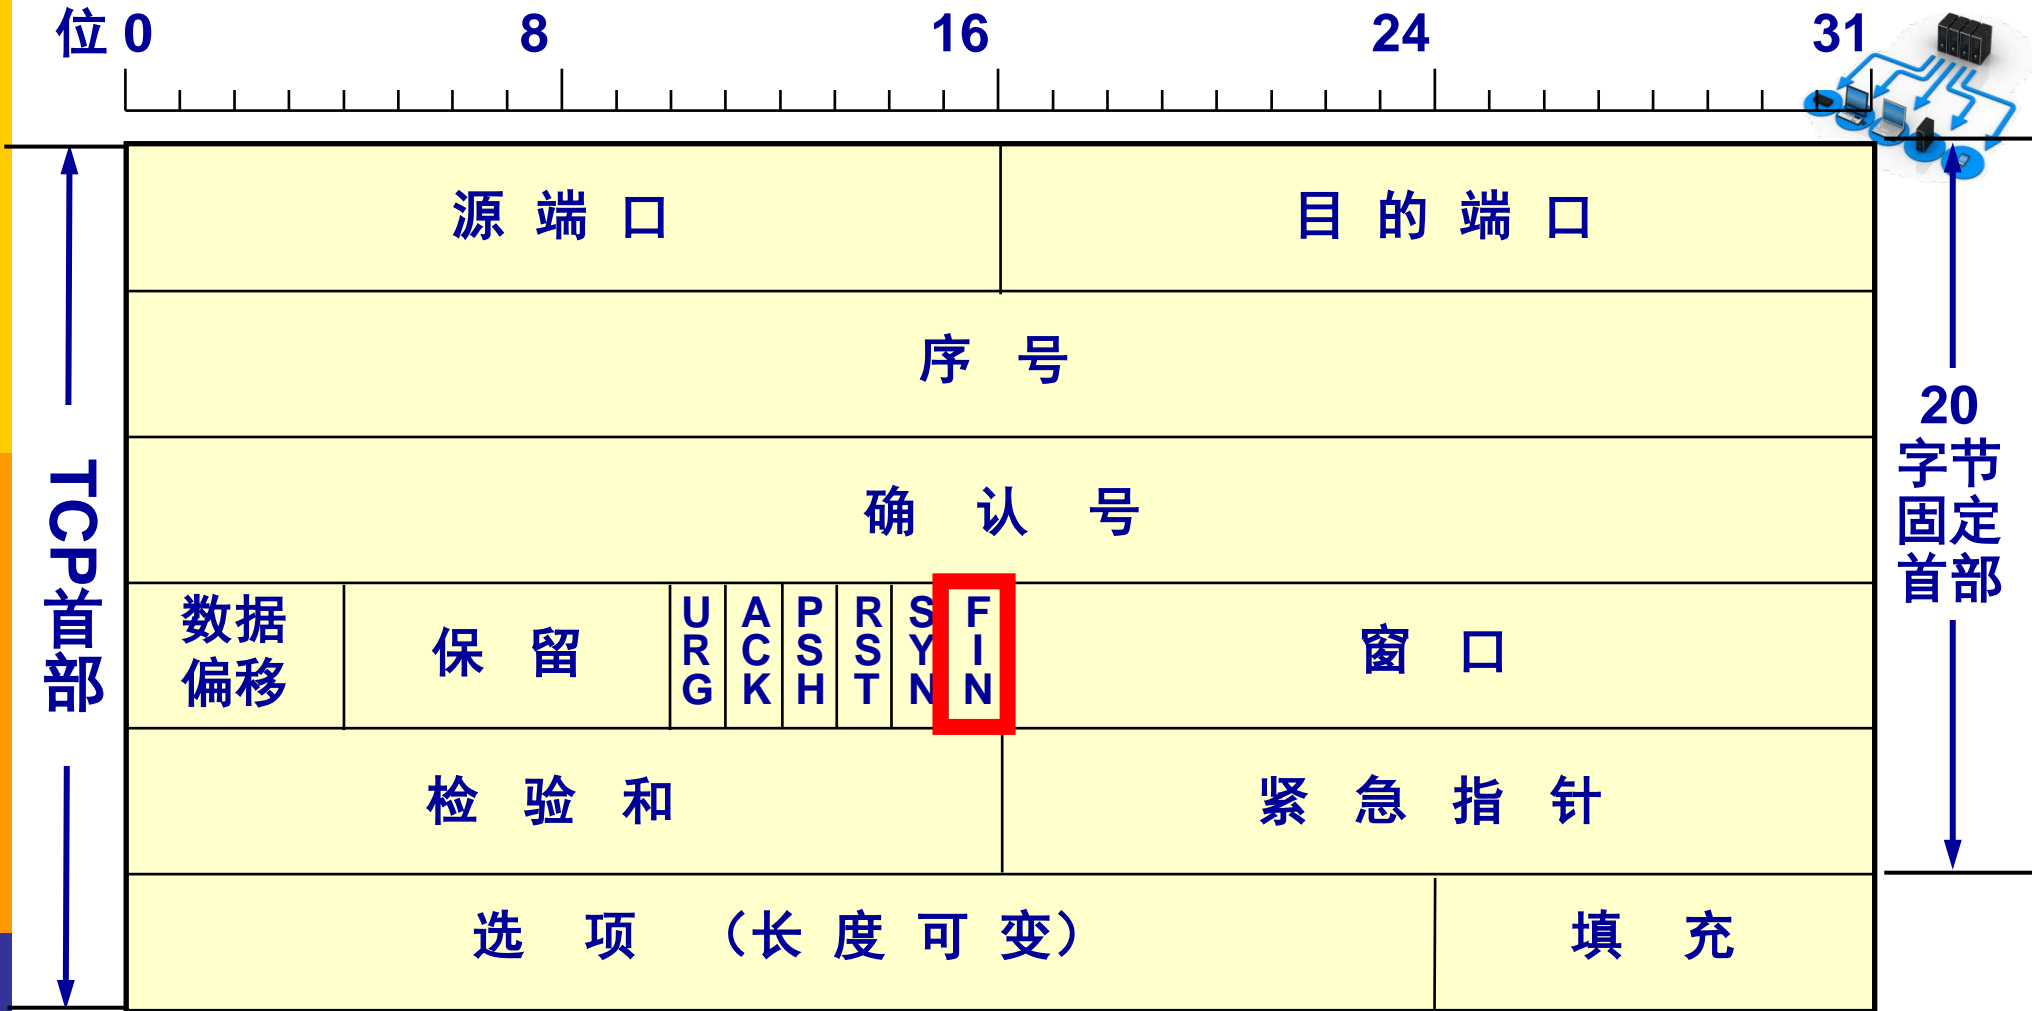 位 0 8 16 24 31
源 端 口 目 的 端 口
序 号
确 认 号
数据
偏移
保 留
URG
ACK
PSH
RST
SYN
FIN
窗 口
检 验 和 紧 急 指 针
选 项 （长 度 可 变） 填 充
TCP首部
20
字节
固定
首部